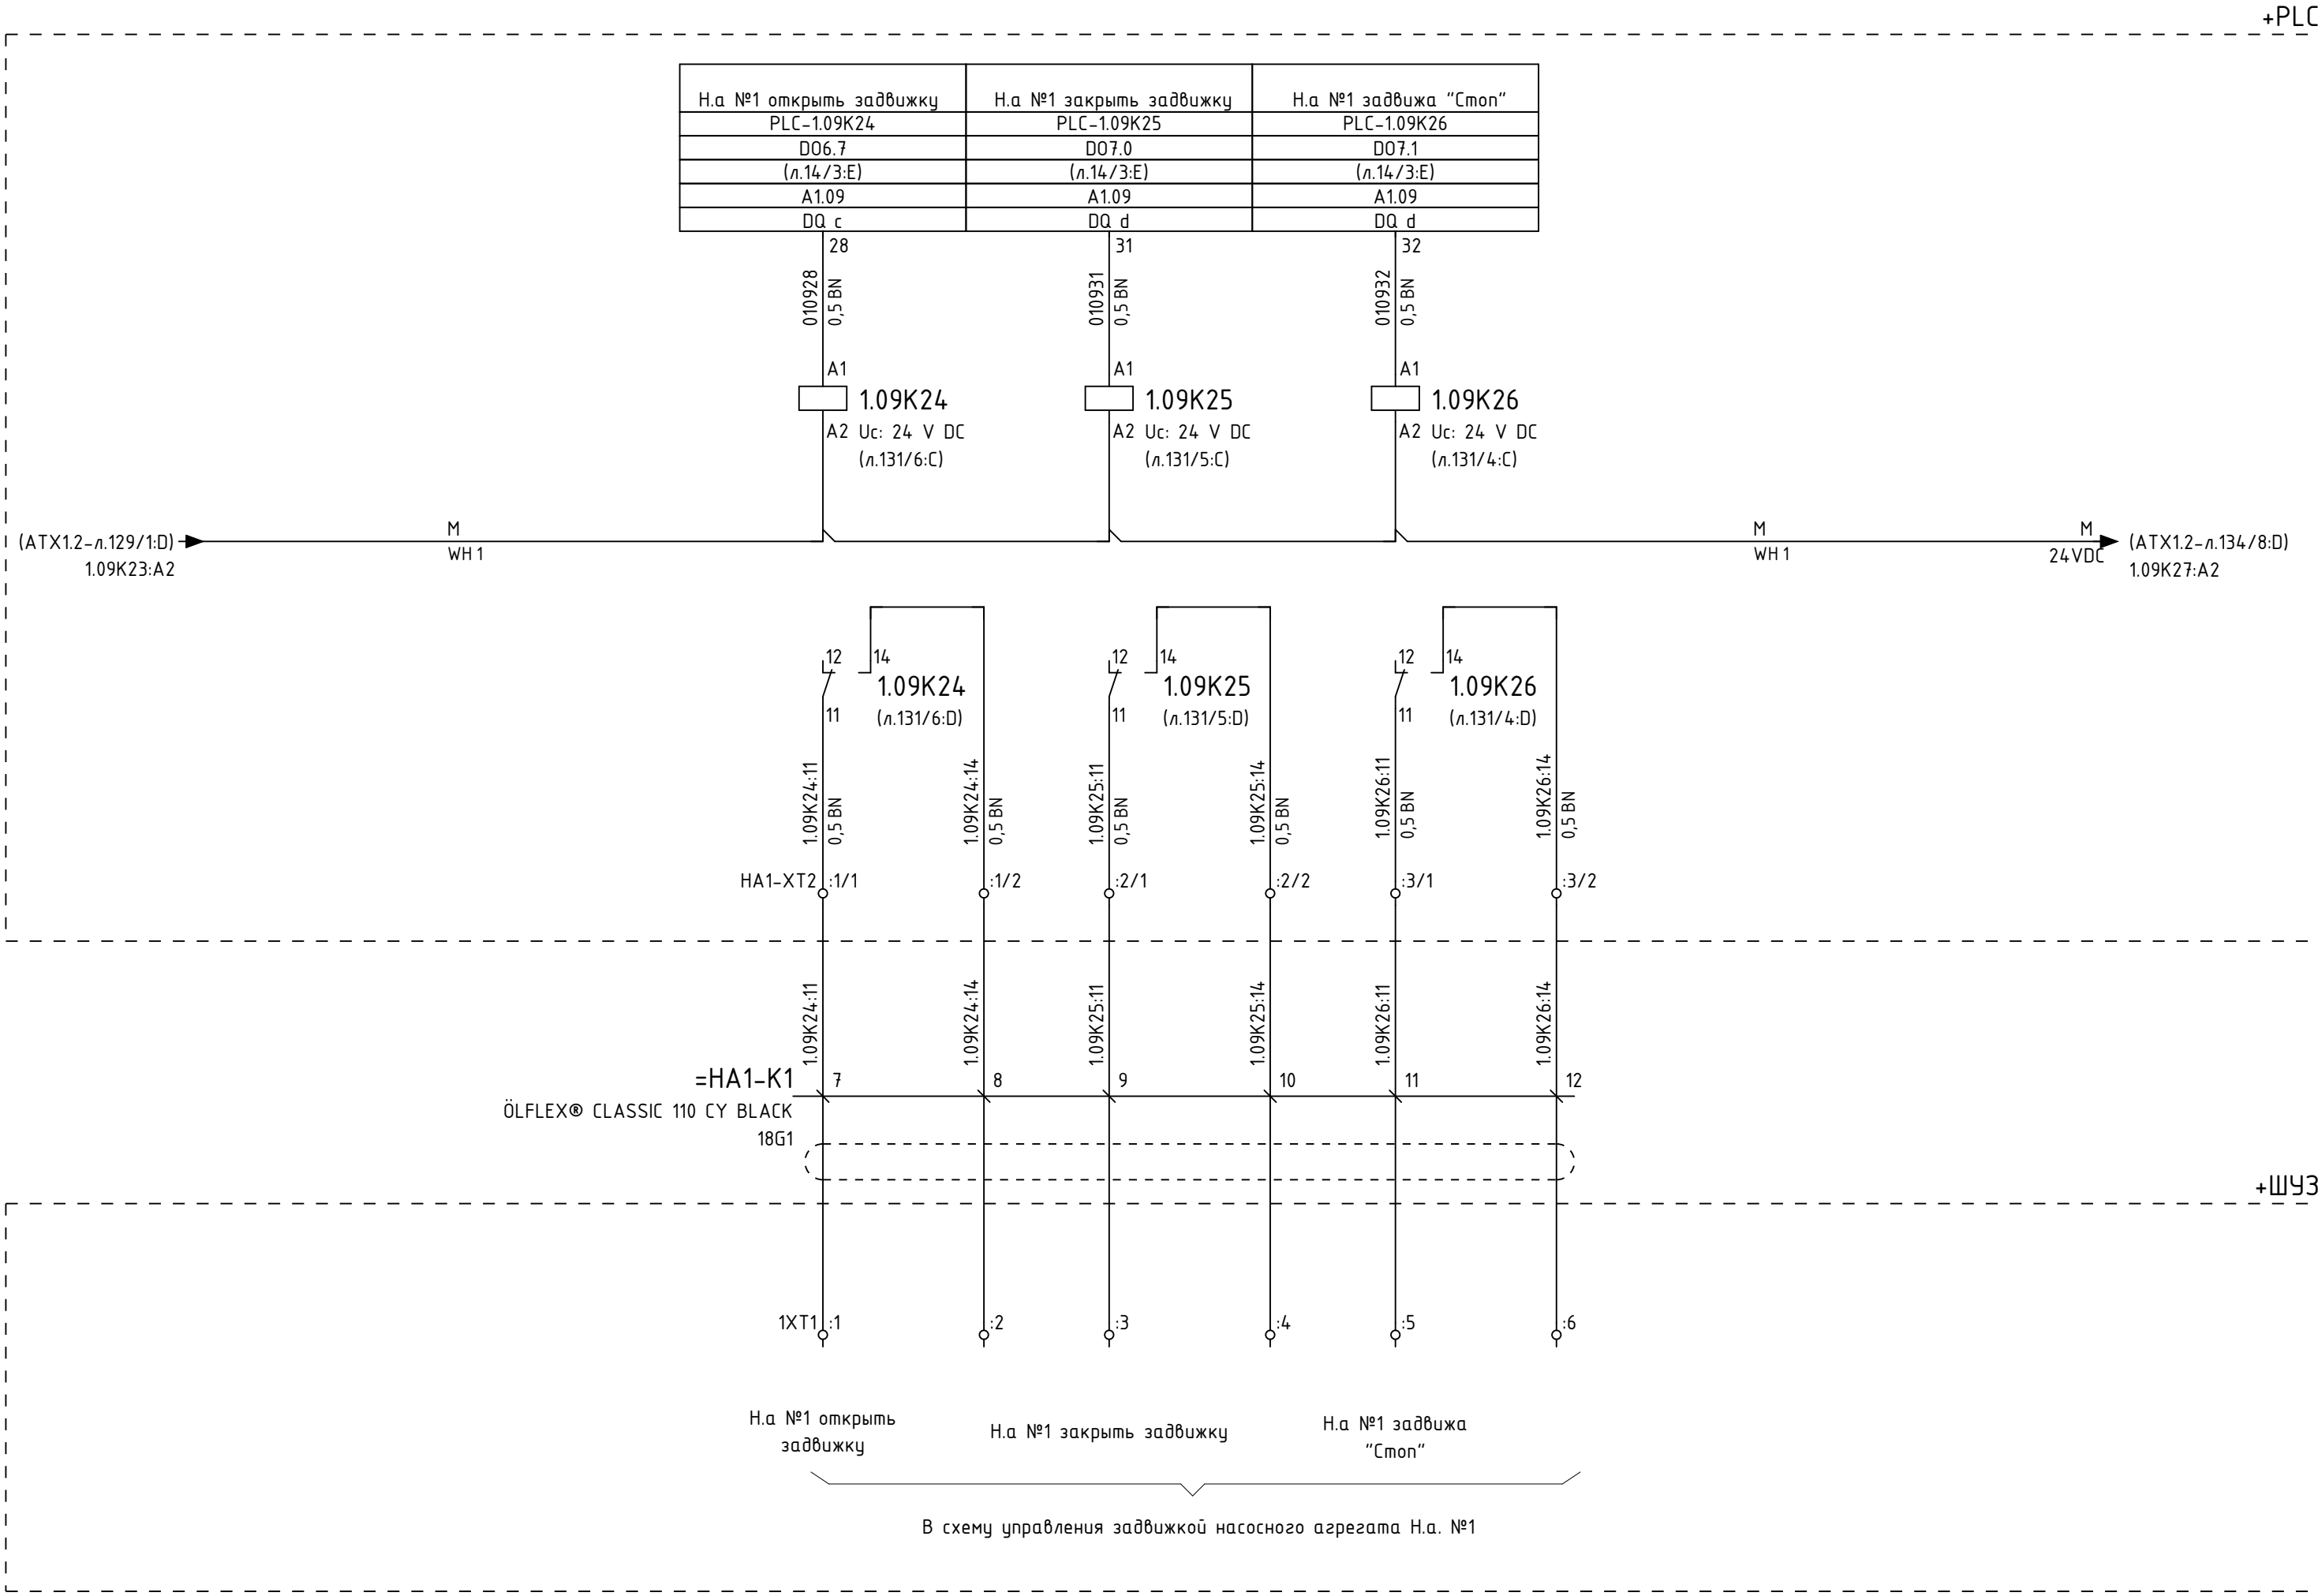 +PLC
Н.а №1 открыть задвижку
Н.а №1 закрыть задвижку
Н.а №1 задвижа "Стоп"
PLC-1.09K24
PLC-1.09K25
PLC-1.09K26
DO6.7
DO7.0
DO7.1
(л.14/3:E)
(л.14/3:E)
(л.14/3:E)
A1.09
A1.09
A1.09
DQ c
DQ d
DQ d
28
31
32
010928
0,5 BN
010931
0,5 BN
010932
0,5 BN
A1
A1
A1
1.09K24
1.09K25
1.09K26
A2 Uc: 24 V DC
A2 Uc: 24 V DC
A2 Uc: 24 V DC
(л.131/6:C)
(л.131/5:C)
(л.131/4:C)
M
M
M
(ATX1.2-л.129/1:D)
WH 1
WH 1
24VDC
(ATX1.2-л.134/8:D)
1.09K23:A2
1.09K27:A2
12
14
12
14
12
14
1.09K24
1.09K25
1.09K26
11
(л.131/6:D)
11
(л.131/5:D)
11
(л.131/4:D)
1.09K24:11
0,5 BN
1.09K24:14
0,5 BN
1.09K25:11
0,5 BN
1.09K25:14
0,5 BN
1.09K26:11
0,5 BN
1.09K26:14
0,5 BN
HA1-XT2
:1/1
:1/2
:2/1
:2/2
:3/1
:3/2
1.09K24:11
1.09K24:14
1.09K25:11
1.09K25:14
1.09K26:11
1.09K26:14
=HA1-K1
7
8
9
10
11
12
ÖLFLEX® CLASSIC 110 CY BLACK
18G1
+ШУЗ
1XT1
:1
:2
:3
:4
:5
:6
Н.а №1 открыть
задвижку
Н.а №1 закрыть задвижку
Н.а №1 задвижа
"Стоп"
В схему управления задвижкой насосного агрегата Н.а. №1